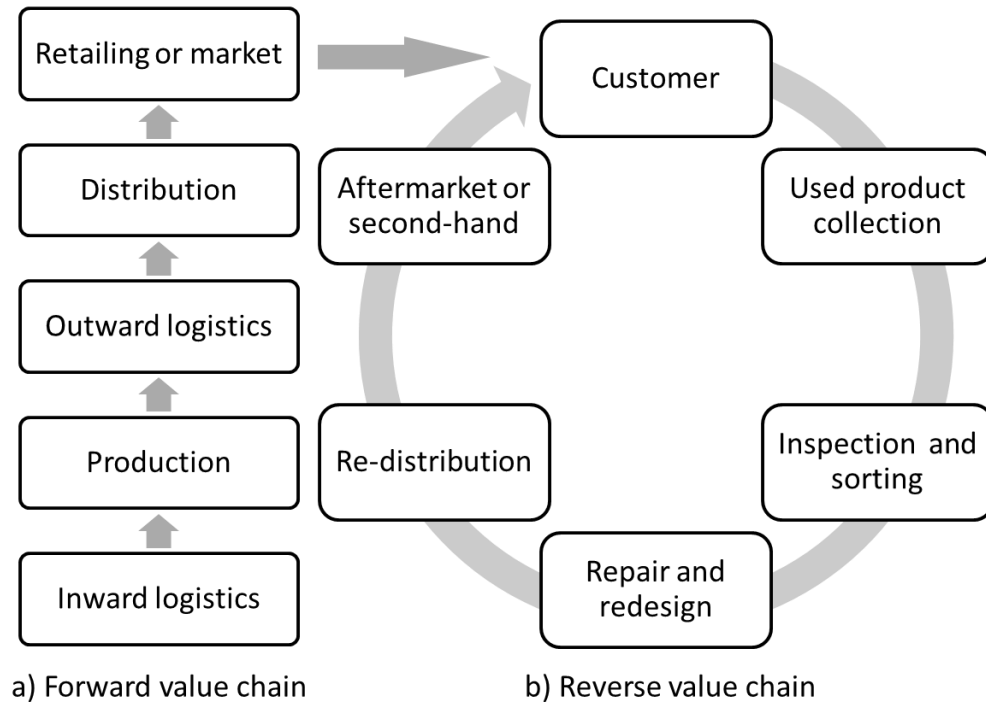 Retailing or market
Distribution
Outward logistics
Production
Inward logistics
a) Forward value chain
Customer
Used product
collection
Inspection and
sorting
Repair and
redesign
Re-distribution
Aftermarket or
second-hand
b) Reverse value chain